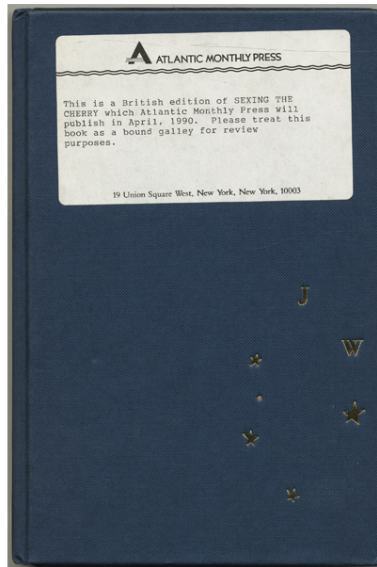 ATLANTIC MONTHLY PRESS
This is a British edition of SEXING THE
CHERRY which Atlantic Monthly Press will
publish in April, 1990.  Please treat this
book as a bound galley for review
purposes.
19 Union Square West, New York, New York, 10003
J
W